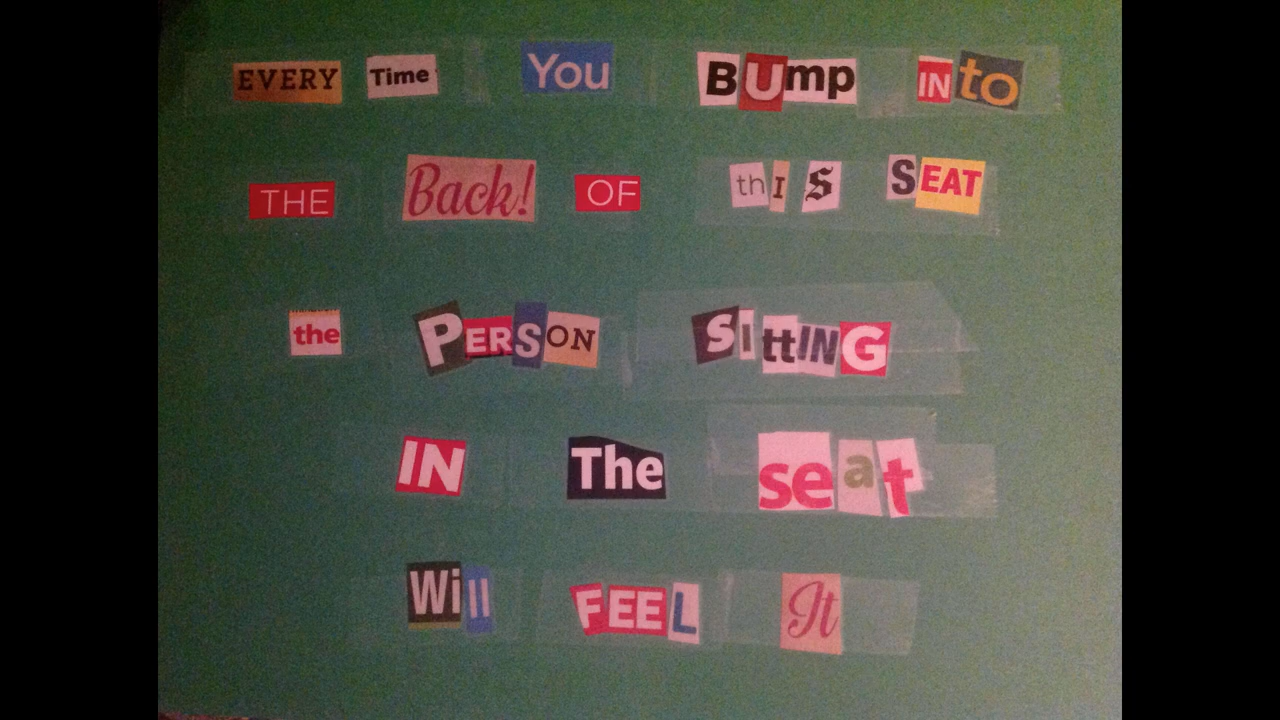 EVERY Time You BUmp INto
THE Back! OF thIS SEAT
the PERSON SittING
IN The seat
Will FEEL It